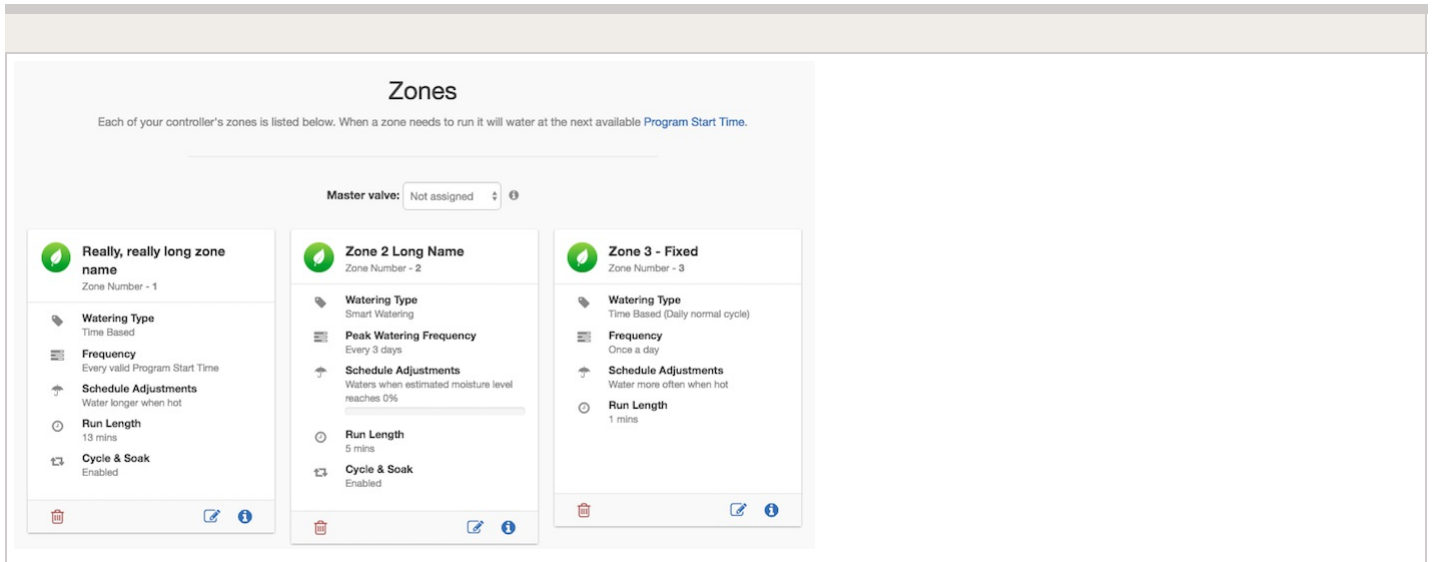 Zones
Each of your controller's zones is listed below. When a zone needs to run it will water at the next available Program Start Time.
Master valve: Not assigned
Really, really long zone
name
Zone Number - 1
Watering Type
Time Based
Frequency
Every valid Program Start Time
Schedule Adjustments
Water longer when hot
Run Length
13 mins
Cycle & Soak
Enabled
Zone 2 Long Name
Zone Number - 2
Watering Type
Smart Watering
Peak Watering Frequency
Every 3 days
Schedule Adjustments
Waters when estimated moisture level
reaches 0%
Run Length
5 mins
Cycle & Soak
Enabled
Zone 3 - Fixed
Zone Number - 3
Watering Type
Time Based (Daily normal cycle)
Frequency
Once a day
Schedule Adjustments
Water more often when hot
Run Length
1 mins